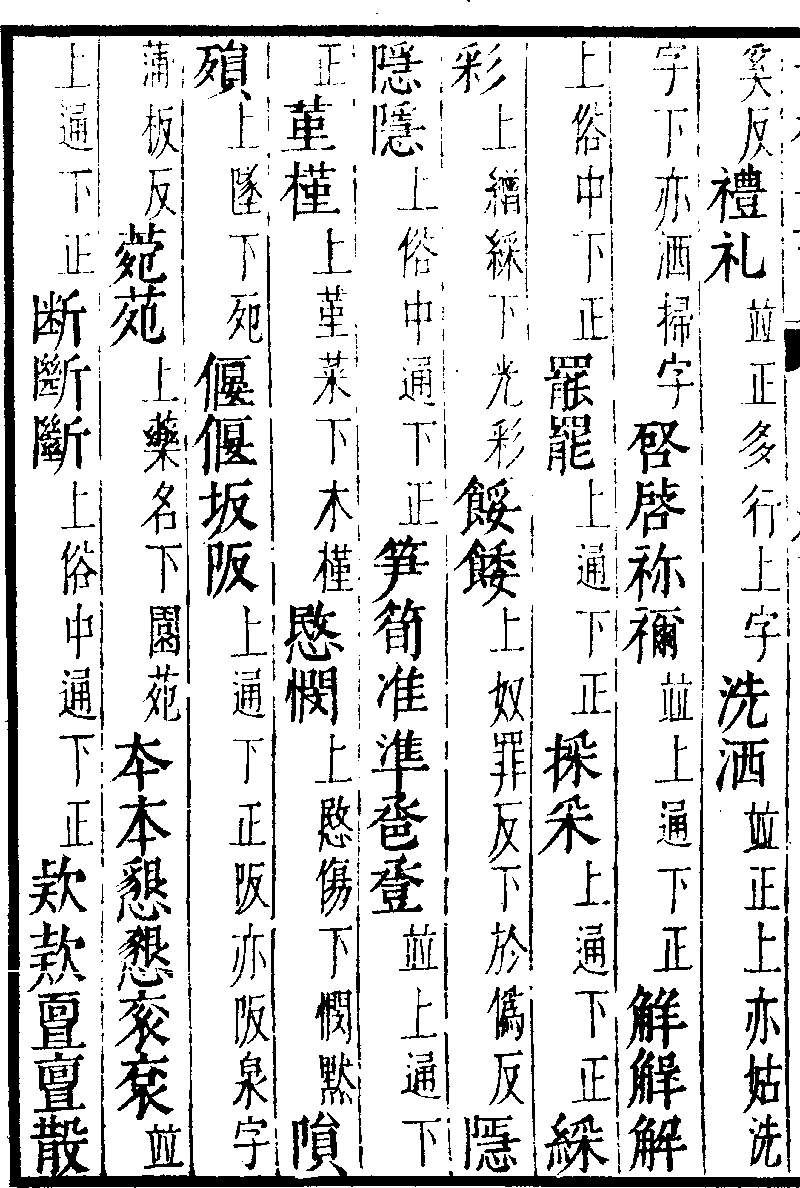 奚反禮礼並正多行上字洗洒並正上亦姑洗
字下亦洒掃字啓啓祢禰並上通下正觧解解
上俗中下正罷罷上通下正採采上通下正綵
彩上繒綵下光彩餒餧上奴罪反下於偽反隱
隠隱上俗中通下正笋筍准準卺巹並上通下
正菫槿上菫菜下木槿愍憫上愍傷下憫默隕
殞上墜下死偃偃坂阪上通下正阪亦阪泉字
蒲板反菀苑上藥名下園苑夲本懇懇衮衮並
上通下正断斷斷上俗中通下正款款亶亶散